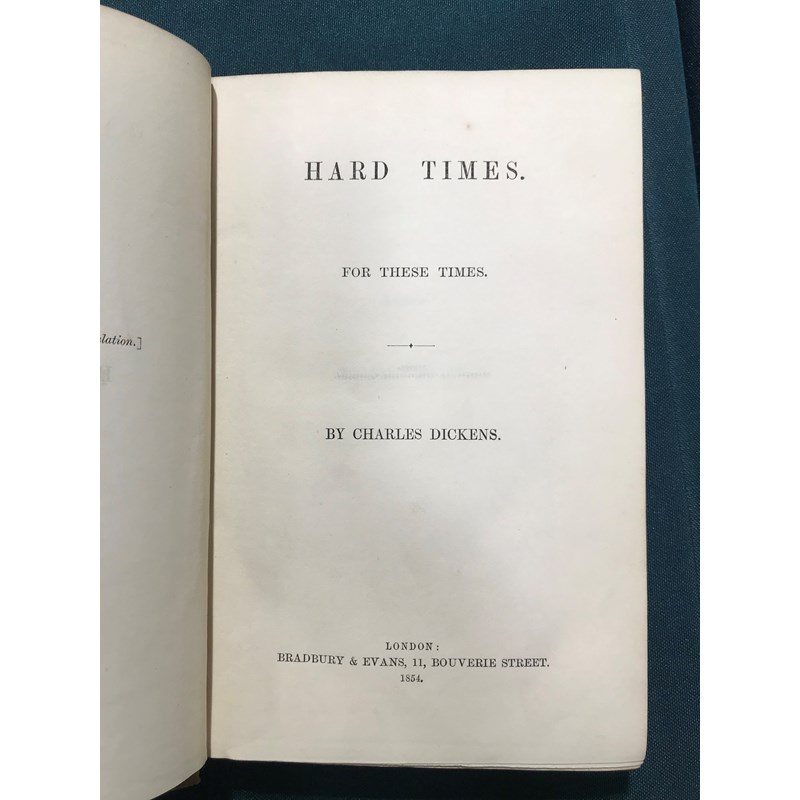 HARD TIMES.
FOR THESE TIMES.
BY CHARLES DICKENS.
LONDON:
BRADBURY & EVANS, 11, BOUVERIE STREET.
1854.